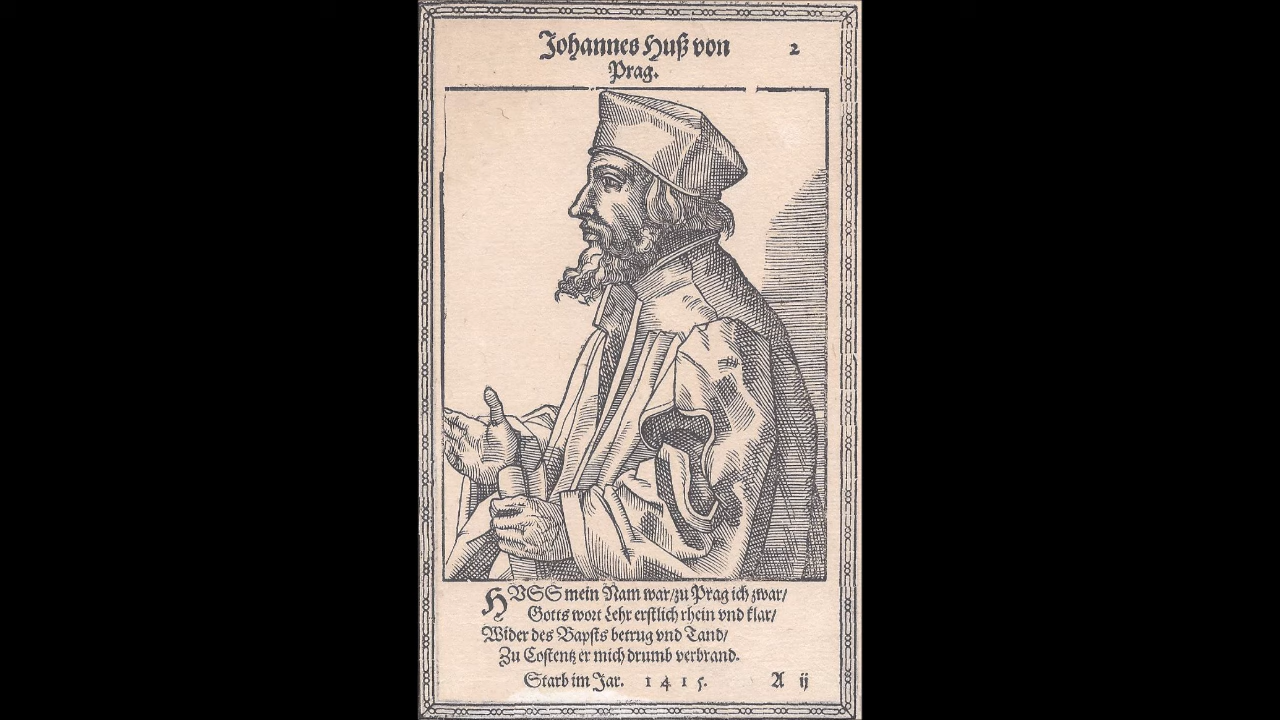 Johannes Huß von
2
Prag.
HVSS mein Nam war/zu Prag ich zwar/
Gotts wort Lehr erstlich rhein vnd klar/
Wider des Bapsts betrug vnd Tand/
Zu Costentz er mich drumb verbrand.
Starb im Jar. 1415. A ij